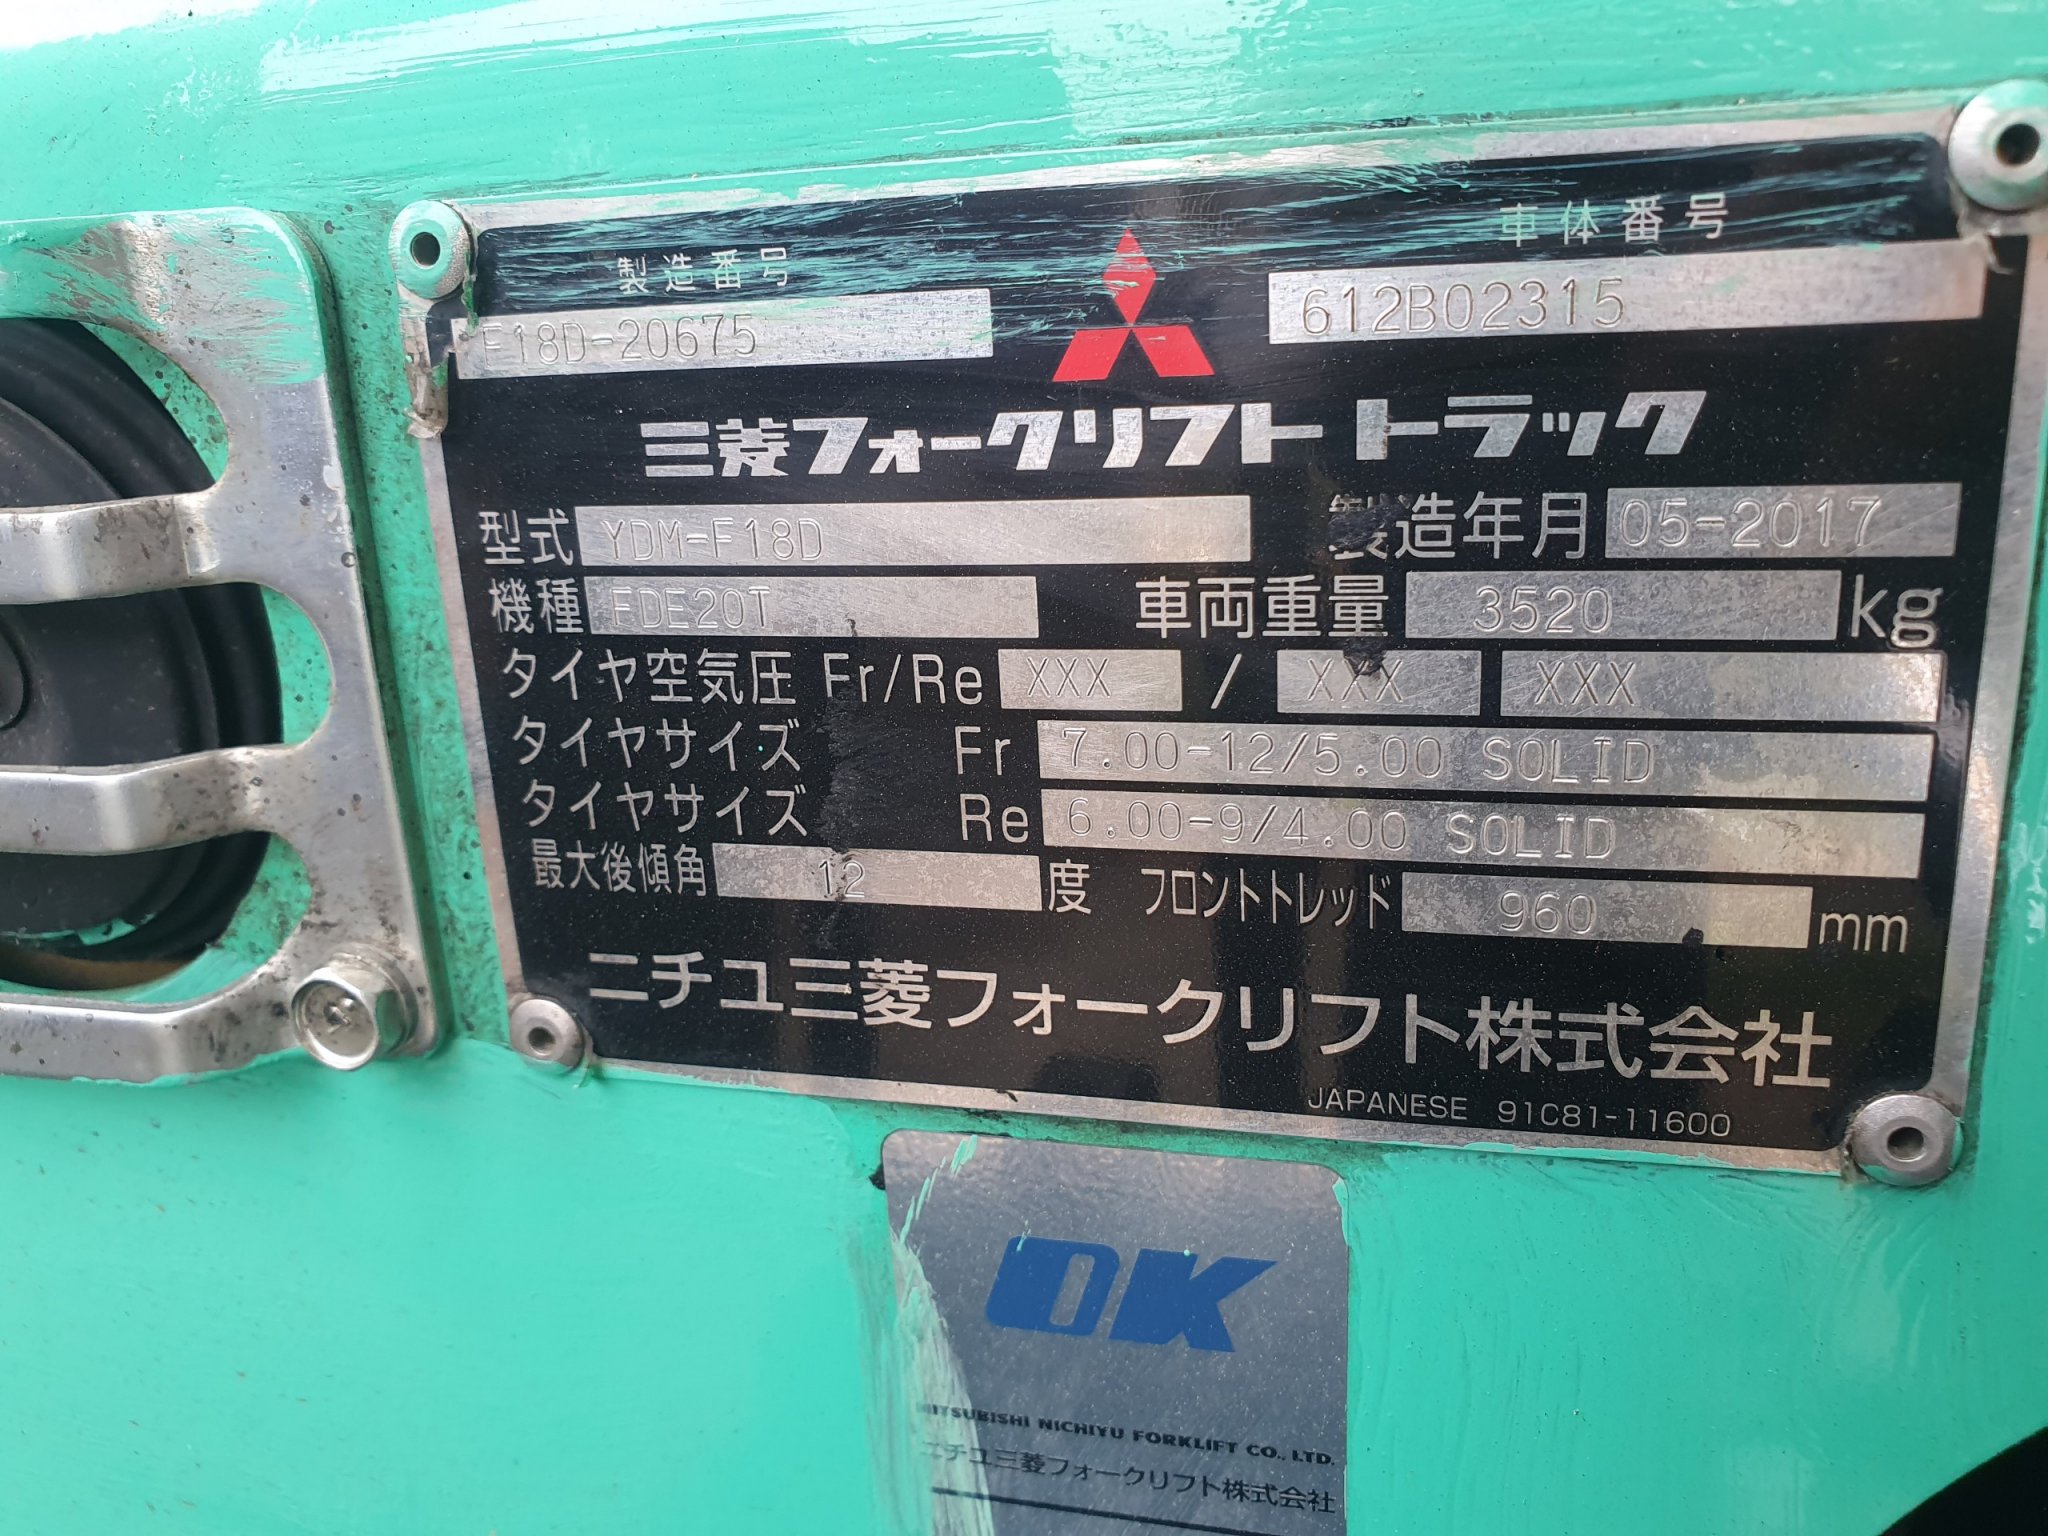 製造番号
車体番号
F18D-20675
612B02315
三菱フォークリフト トラック
型式 YDM-F18D 製造年月 05-2017
機種 FDE20T 車両重量 3520 kg
タイヤ空気圧 Fr/Re XXX / XXX XXX
タイヤサイズ Fr 7.00-12/5.00 SOLID
タイヤサイズ Re 6.00-9/4.00 SOLID
最大後傾角 12 度 フロントトレッド 960 mm
ニチユ三菱フォークリフト株式会社
JAPANESE 91C81-11600
OK
MITSUBISHI NICHIYU FORKLIFT CO., LTD.
ニチユ三菱フォークリフト株式会社